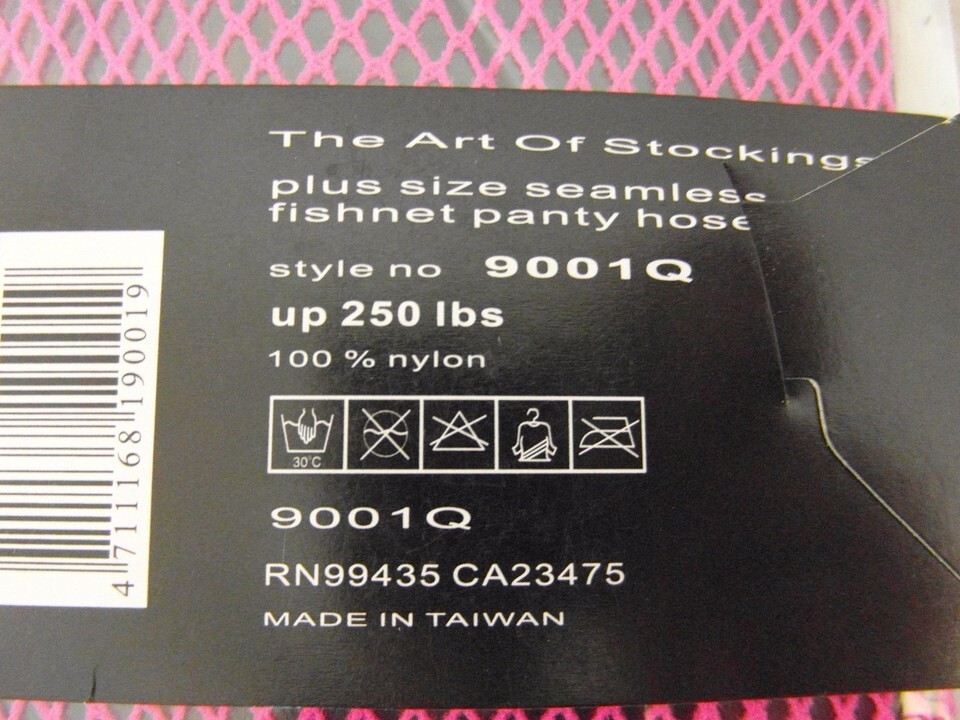 The Art Of Stockings
plus size seamless
fishnet panty hose
style no 9001Q
up 250 lbs
100 % nylon
30°C
9001Q
RN99435 CA23475
MADE IN TAIWAN
4 711168 190019